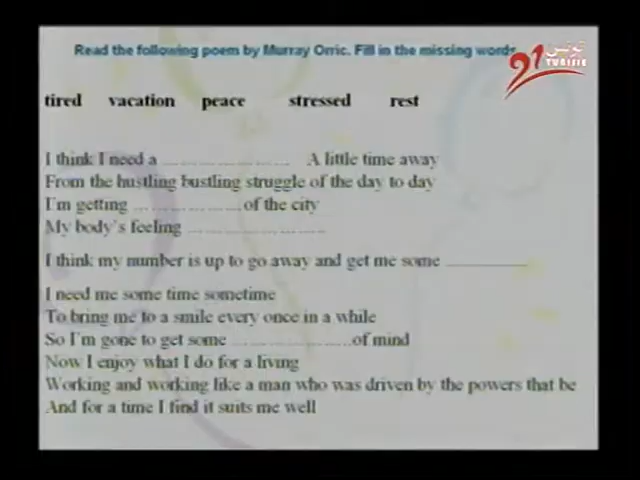 Read the following poem by Murray Orric. Fill in the missing words
21 تونس
TUNISIE
tired vacation peace stressed rest
I think I need a ........................ A little time away
From the hustling bustling struggle of the day to day
I'm getting ........................ of the city
My body's feeling ........................
I think my number is up to go away and get me some ............
I need me some time sometime
To bring me to a smile every once in a while
So I'm gone to get some ........................ of mind
Now I enjoy what I do for a living
Working and working like a man who was driven by the powers that be
And for a time I find it suits me well